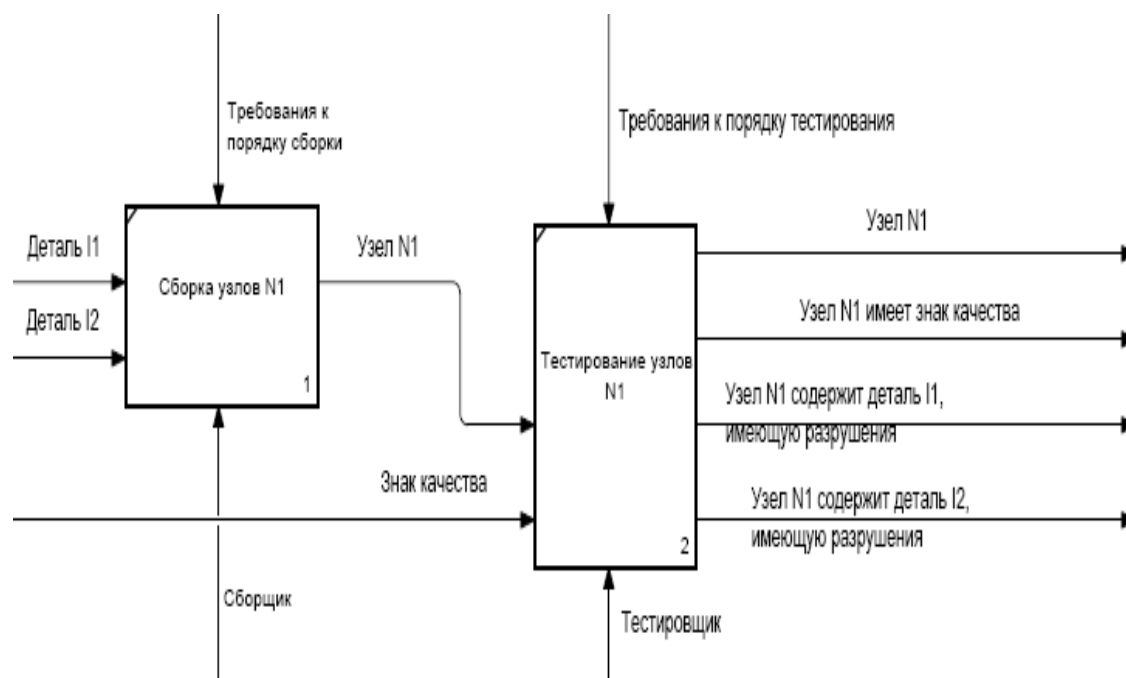 Требования к
порядку сборки
Требования к порядку тестирования
Деталь I1
Деталь I2
Сборка узлов N1
1
Узел N1
Знак качества
Сборщик
Тестирование узлов
N1
2
Тестировщик
Узел N1
Узел N1 имеет знак качества
Узел N1 содержит деталь I1,
имеющую разрушения
Узел N1 содержит деталь I2,
имеющую разрушения